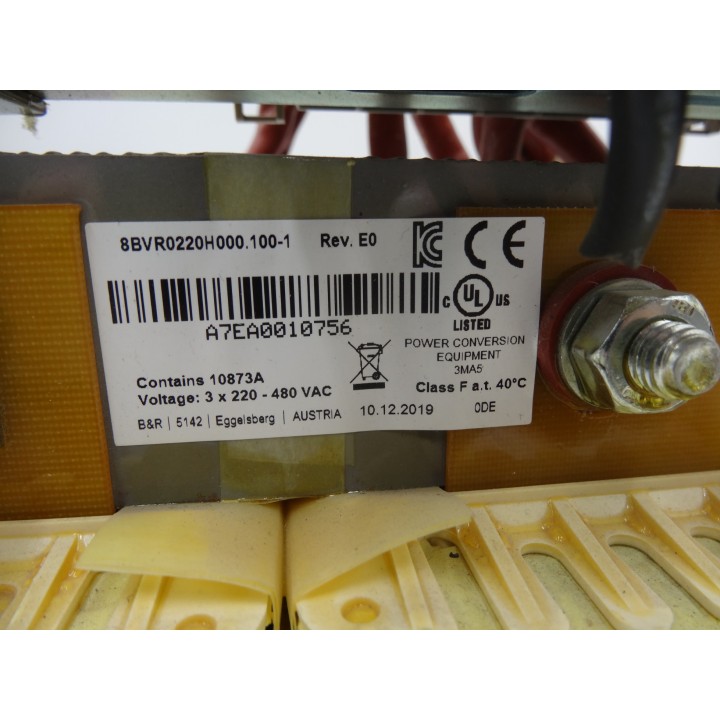 8BVR0220H000.100-1 Rev. E0
A7EA0010756
C UL US
LISTED
POWER CONVERSION
EQUIPMENT
3MA5
Contains 10873A
Class F a.t. 40°C
Voltage: 3 x 220 - 480 VAC
B&R | 5142 | Eggelsberg | AUSTRIA 10.12.2019 0DE